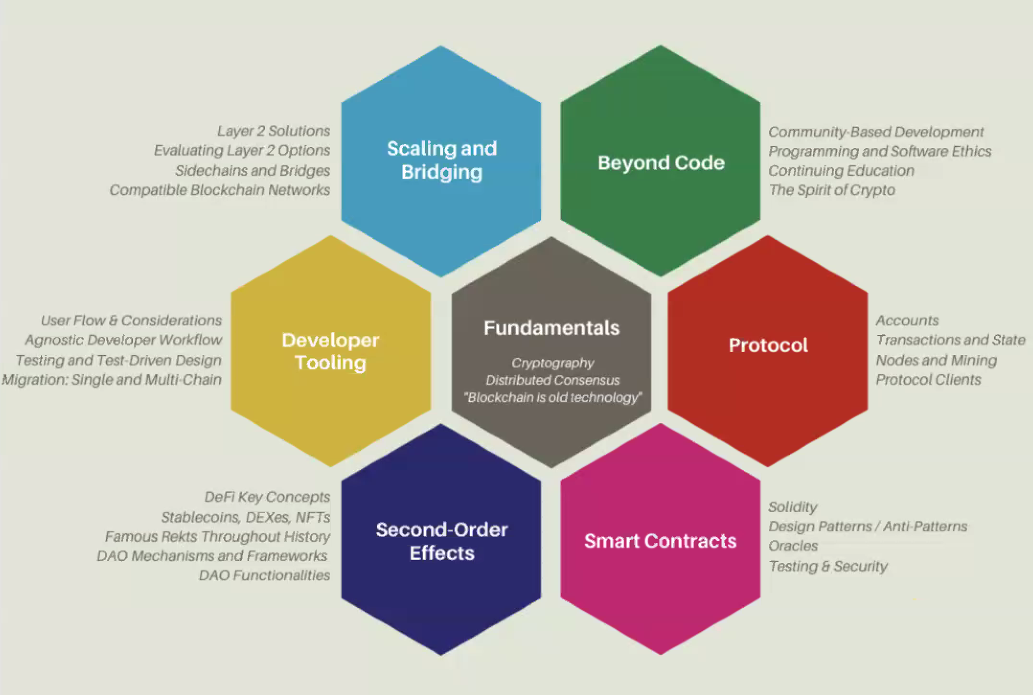 Layer 2 Solutions
Evaluating Layer 2 Options
Sidechains and Bridges
Compatible Blockchain Networks
Scaling and
Bridging
Beyond Code
Community-Based Development
Programming and Software Ethics
Continuing Education
The Spirit of Crypto
User Flow & Considerations
Agnostic Developer Workflow
Testing and Test-Driven Design
Migration: Single and Multi-Chain
Developer
Tooling
Fundamentals
Cryptography
Distributed Consensus
"Blockchain is old technology"
Protocol
Accounts
Transactions and State
Nodes and Mining
Protocol Clients
DeFi Key Concepts
Stablecoins, DEXes, NFTs
Famous Rekts Throughout History
DAO Mechanisms and Frameworks
DAO Functionalities
Second-Order
Effects
Smart Contracts
Solidity
Design Patterns / Anti-Patterns
Oracles
Testing & Security